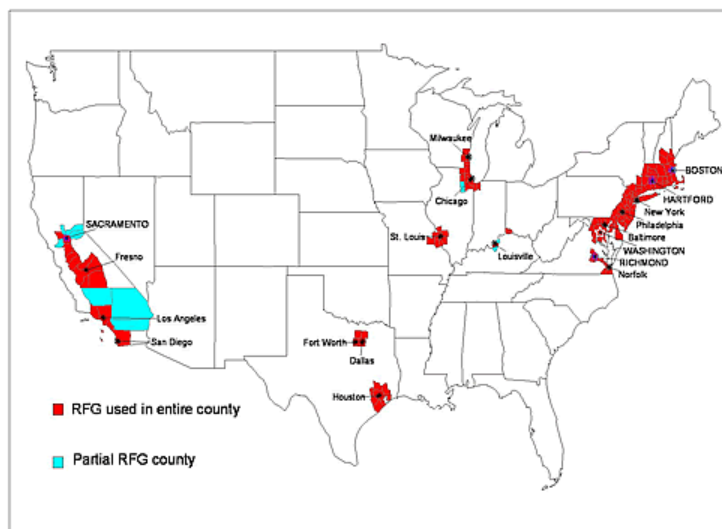 Milwaukee
BOSTON
Chicago
HARTFORD
New York
SACRAMENTO
Philadelphia
St. Louis
Baltimore
WASHINGTON
Fresno
Louisville
RICHMOND
Norfolk
Los Angeles
San Diego
Fort Worth
Dallas
Houston
RFG used in entire county
Partial RFG county